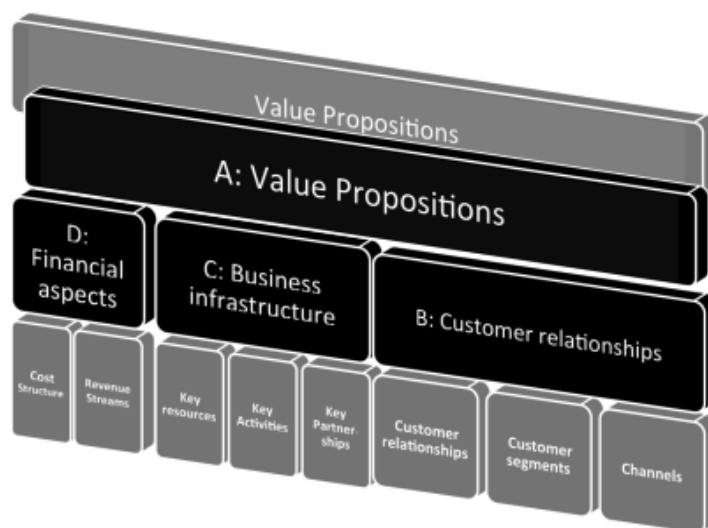 Value Propositions
A: Value Propositions
D:
Financial
aspects
C: Business
infrastructure
B: Customer relationships
Cost
Structure
Revenue
Streams
Key
resources
Key
Activities
Key
Partner-
ships
Customer
relationships
Customer
segments
Channels